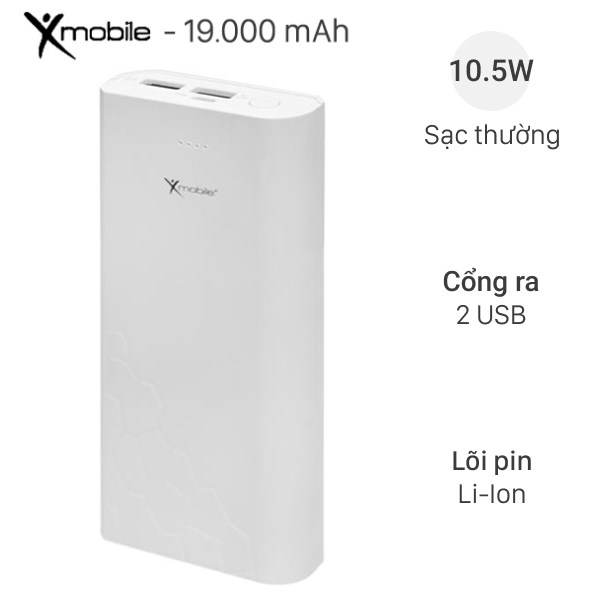 Xmobile - 19.000 mAh
10.5W
Sạc thường
Xmobile
Cổng ra
2 USB
Lõi pin
Li-Ion